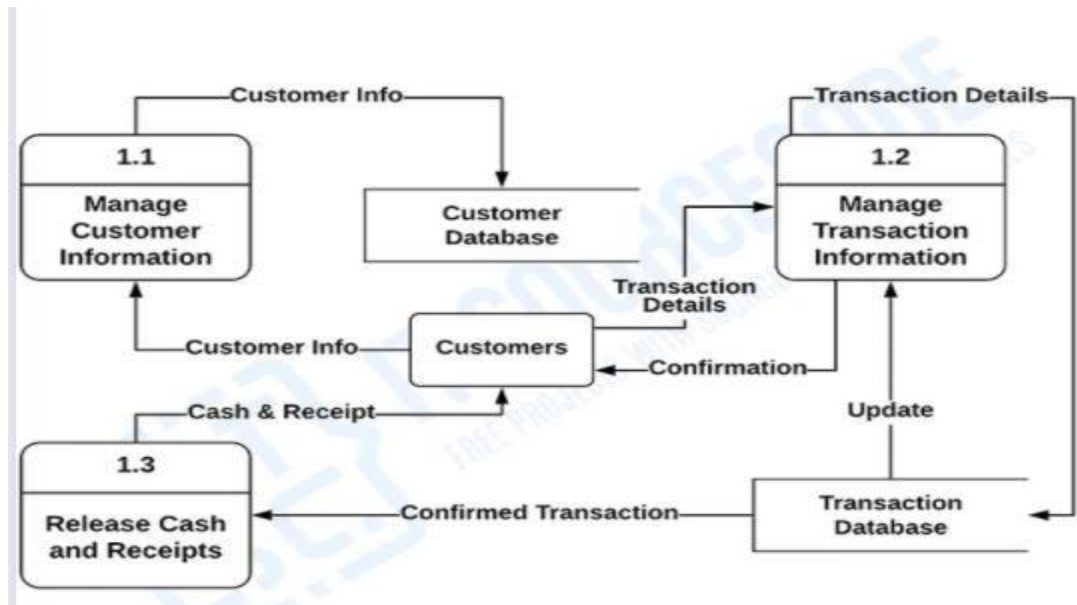 Customer Info
Transaction Details
1.1
Manage
Customer
Information
Customer
Database
1.2
Manage
Transaction
Information
Transaction
Details
Customer Info
Customers
Confirmation
Cash & Receipt
Update
1.3
Release Cash
and Receipts
Confirmed Transaction
Transaction
Database